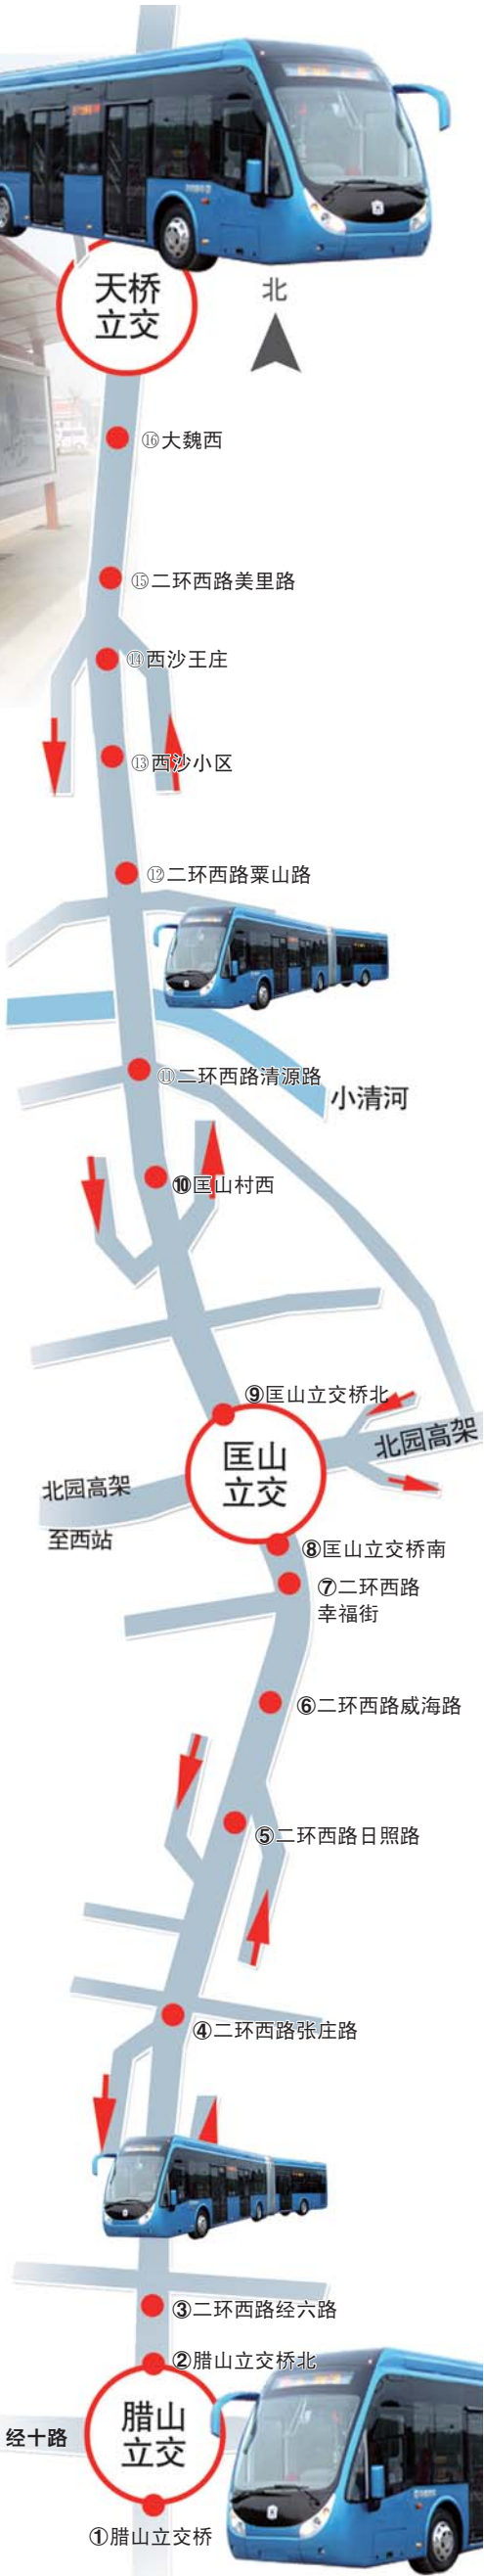 天桥
立交
北
⑯大魏西
⑮二环西路美里路
⑭西沙王庄
⑬西沙小区
⑫二环西路粟山路
⑪二环西路清源路
小清河
⑩匡山村西
⑨匡山立交桥北
北园高架
匡山
立交
北园高架
至西站
⑧匡山立交桥南
⑦二环西路
幸福街
⑥二环西路威海路
⑤二环西路日照路
④二环西路张庄路
③二环西路经六路
②腊山立交桥北
腊山
立交
经十路
①腊山立交桥